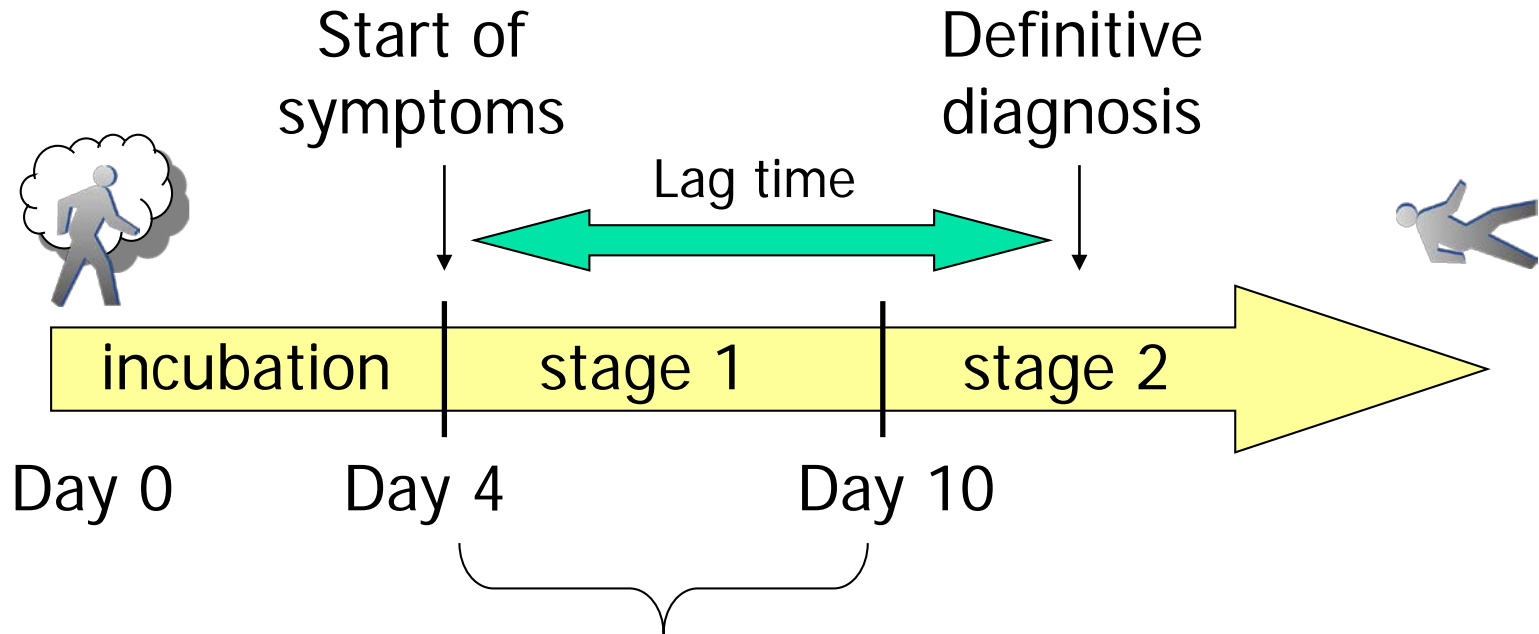 Start of
symptoms
Definitive
diagnosis
Lag time
incubation
stage 1
stage 2
Day 0
Day 4
Day 10